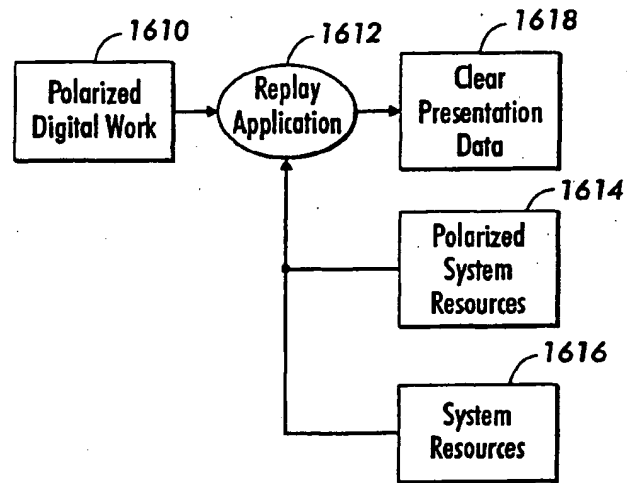 1610
1612
1618
Polarized
Digital Work
Replay
Application
Clear
Presentation
Data
1614
Polarized
System
Resources
1616
System
Resources